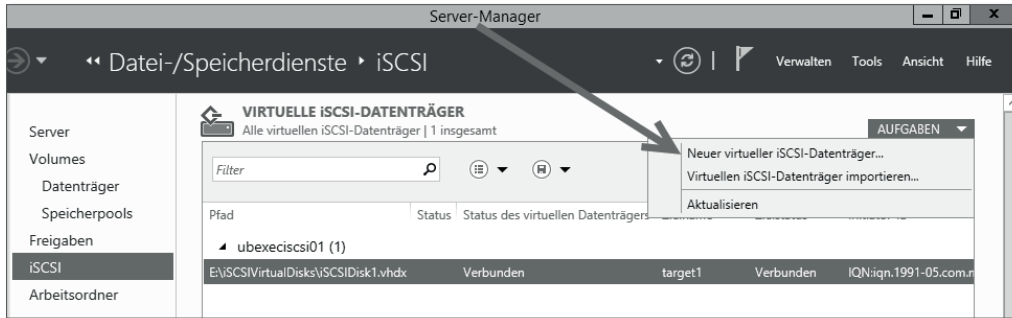 Server-Manager
Datei-/Speicherdienste iSCSI
Verwalten Tools Ansicht Hilfe
Server
Volumes
Datenträger
Speicherpools
Freigaben
iSCSI
Arbeitsordner
VIRTUELLE iSCSI-DATENTRÄGER
Alle virtuellen iSCSI-Datenträger | 1 insgesamt
AUFGABEN
Neuer virtueller iSCSI-Datenträger...
Virtuellen iSCSI-Datenträger importieren...
Aktualisieren
Filter
Pfad Status Status des virtuellen Datenträgers
ubexeciscsi01 (1)
E:\iSCSIVirtualDisks\iSCSIDisk1.vhdx Verbunden target1 Verbunden IQN:iqn.1991-05.com.